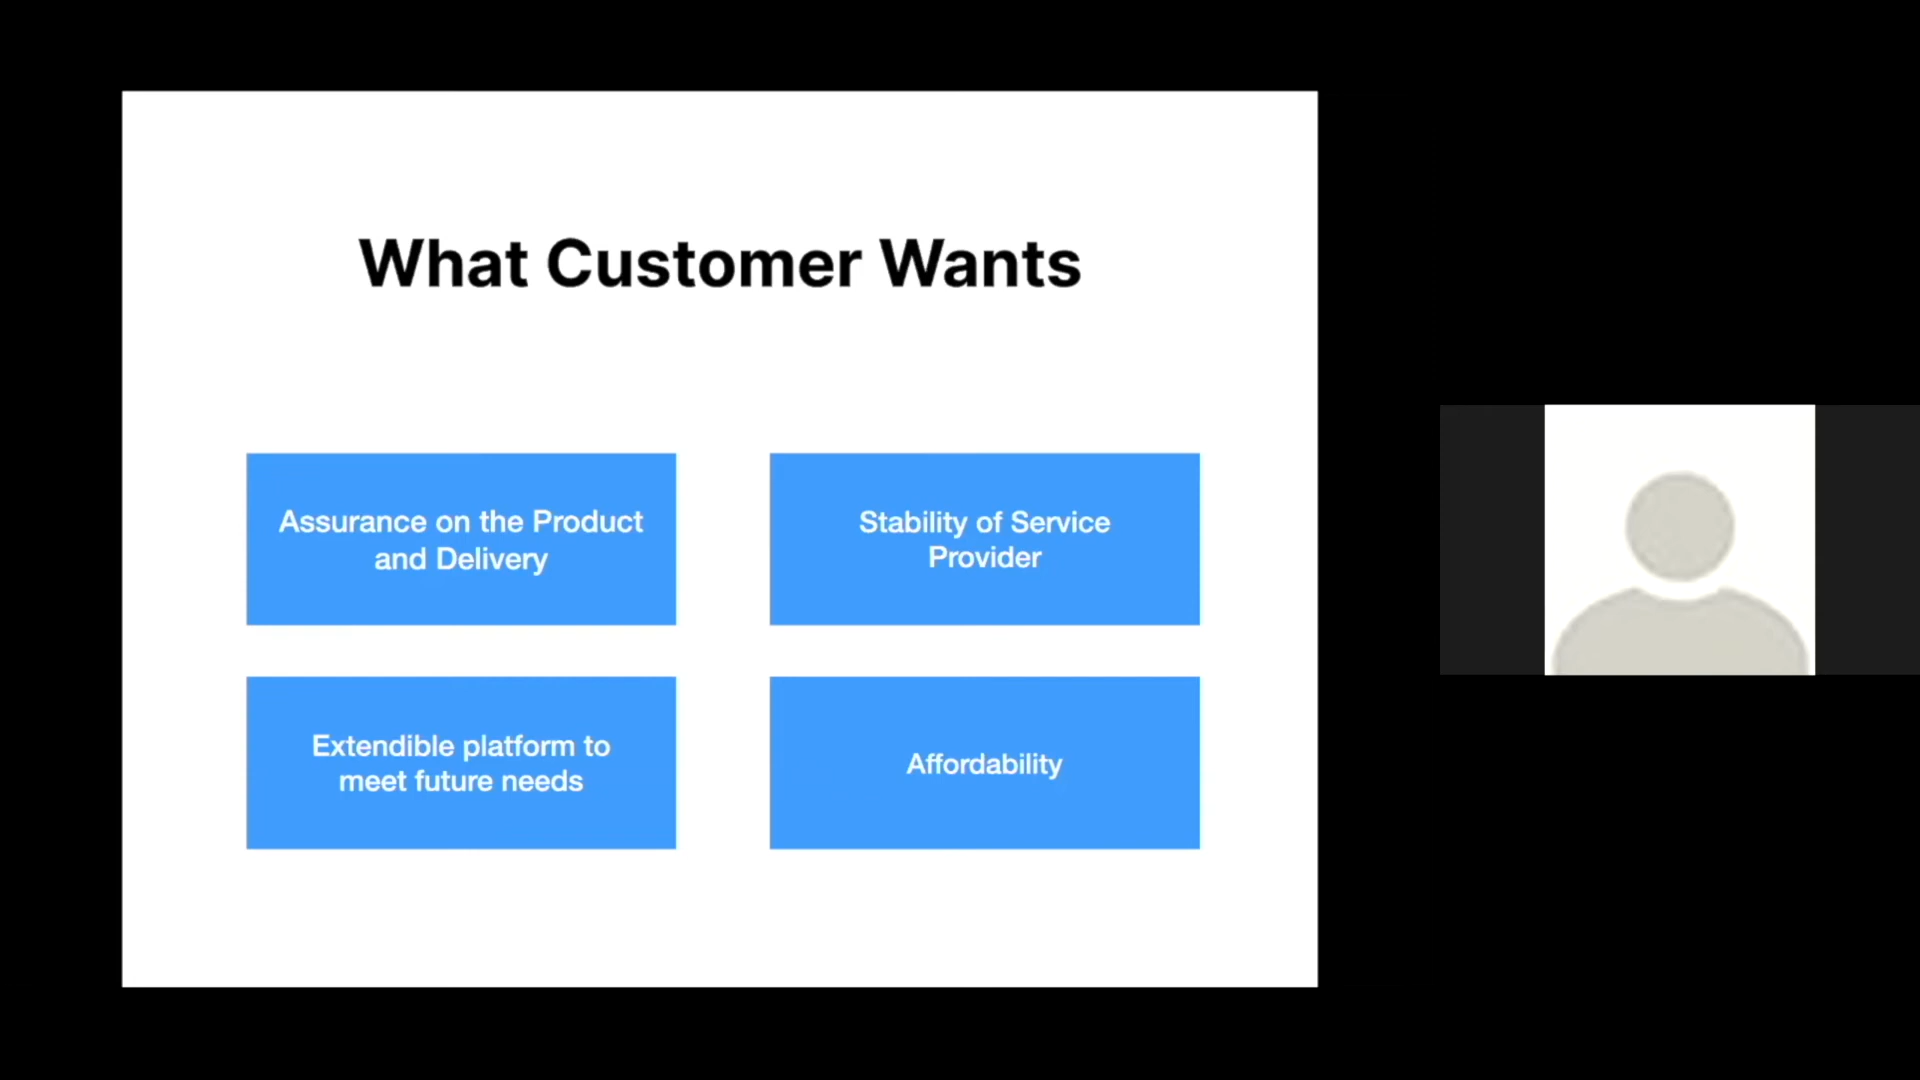 What Customer Wants
Assurance on the Product
and Delivery
Stability of Service
Provider
Extendible platform to
meet future needs
Affordability